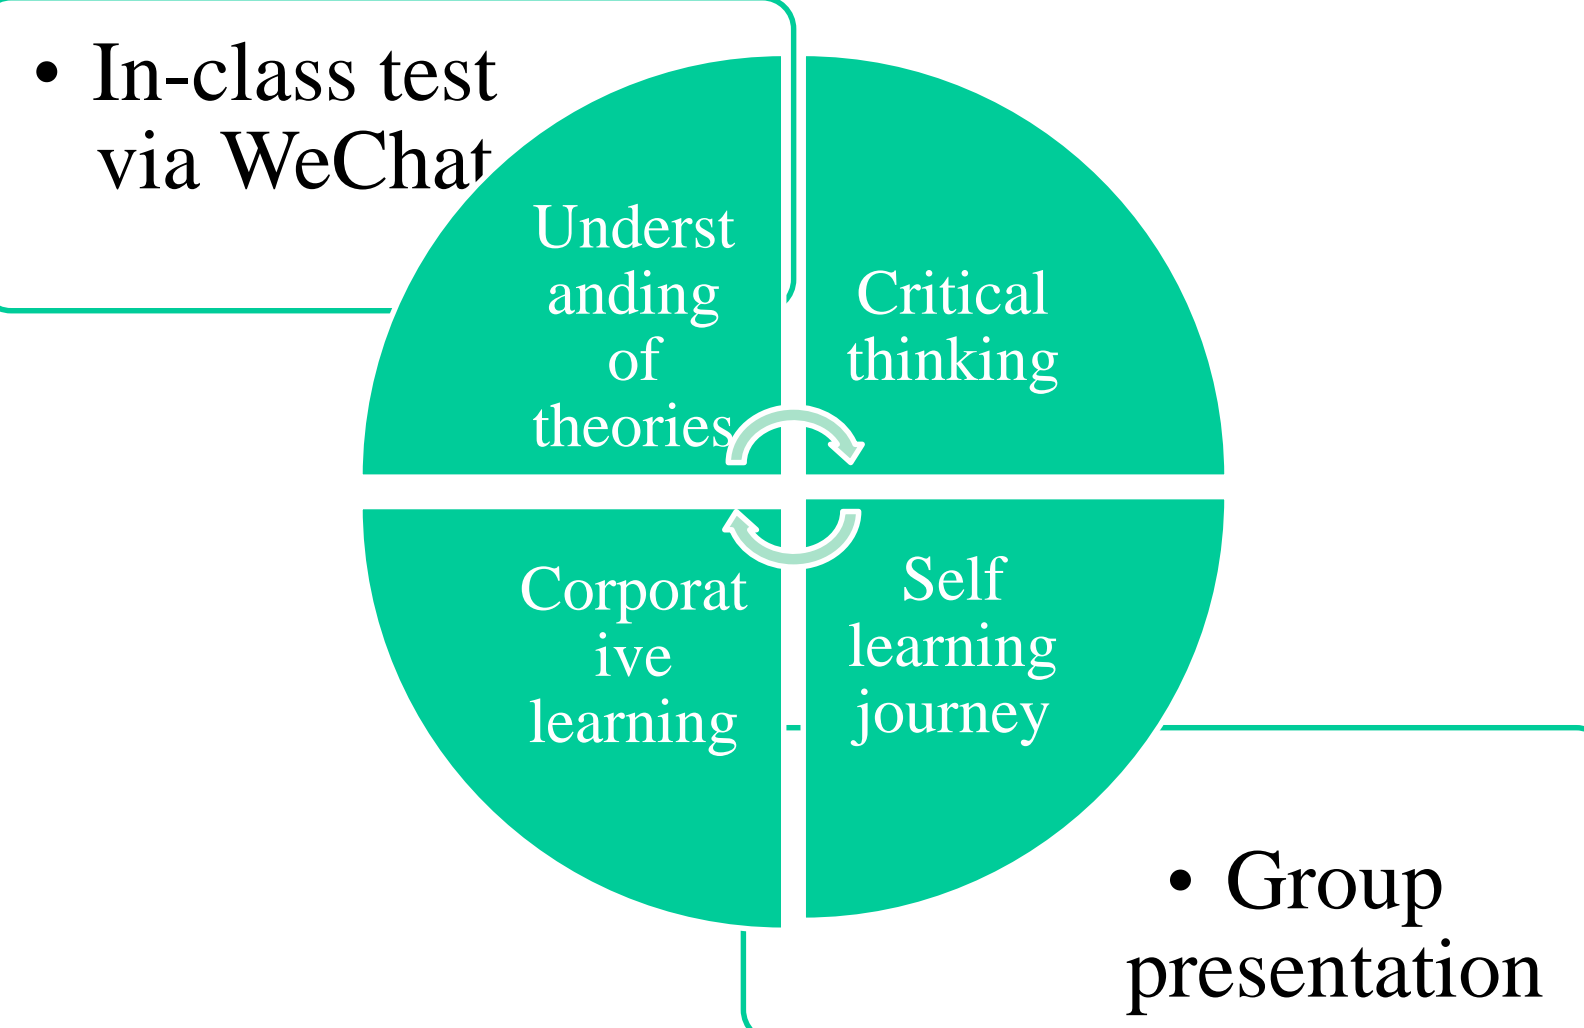 • In-class test
via WeChat
Underst
anding
of
theories
Critical
thinking
Corporat
ive
learning
Self
learning
journey
• Group
presentation